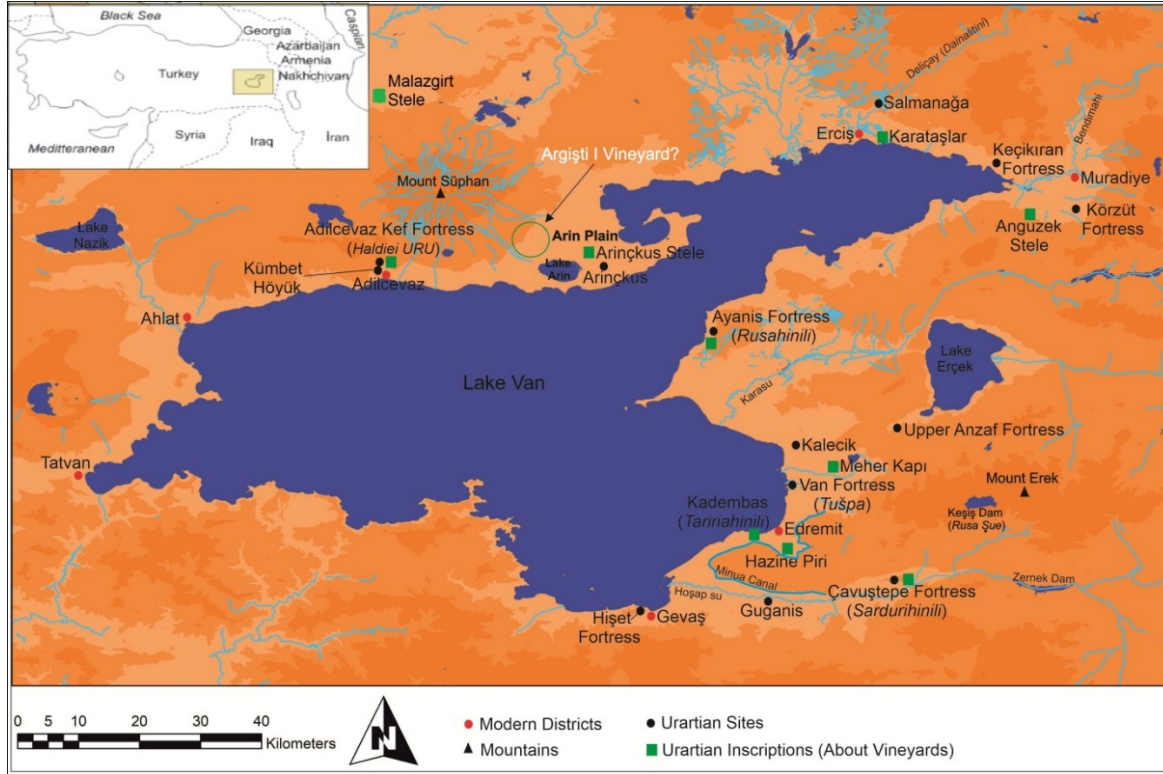 Black Sea
Caspian
Georgia
Azarbaijan
Armenia
Nakhchivan
Turkey
Syria
Iraq
İran
Meditteranean
Malazgirt
Stele
Deliçay (Dainalitini)
Salmanağa
Erciş
Karataşlar
Bendimahi
Keçikıran
Fortress
Muradiye
Argişti I Vineyard?
Mount Süphan
Körzüt
Fortress
Anguzek
Stele
Lake
Nazik
Adilcevaz Kef Fortress
(Haldiei URU)
Arin Plain
Arinçkus Stele
Lake
Arin
Arinçkus
Kümbet
Höyük
Adilcevaz
Ahlat
Ayanis Fortress
(Rusahinili)
Lake
Erçek
Lake Van
Karasu
Upper Anzaf Fortress
Kalecik
Tatvan
Meher Kapı
Mount Erek
Van Fortress
(Tušpa)
Keşiş Dam
(Rusa Şue)
Kadembas
(Taririahinili)
Edremit
Hazine Piri
Minua Canal
Zernek Dam
Hoşap su
Çavuştepe Fortress
(Sardurihinili)
Guganis
Hişet
Fortress
Gevaş
0 5 10 20 30 40
Kilometers
N
Modern Districts
Urartian Sites
Mountains
Urartian Inscriptions (About Vineyards)